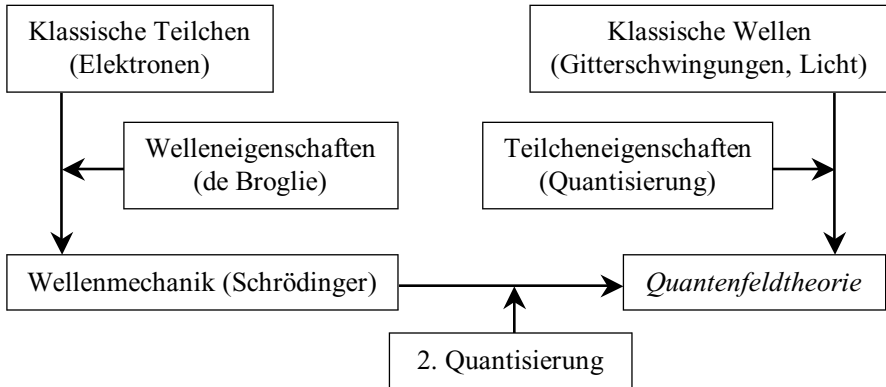 Klassische Teilchen
(Elektronen)
Klassische Wellen
(Gitterschwingungen, Licht)
Welleneigenschaften
(de Broglie)
Teilcheneigenschaften
(Quantisierung)
Wellenmechanik (Schrödinger)
Quantenfeldtheorie
2. Quantisierung